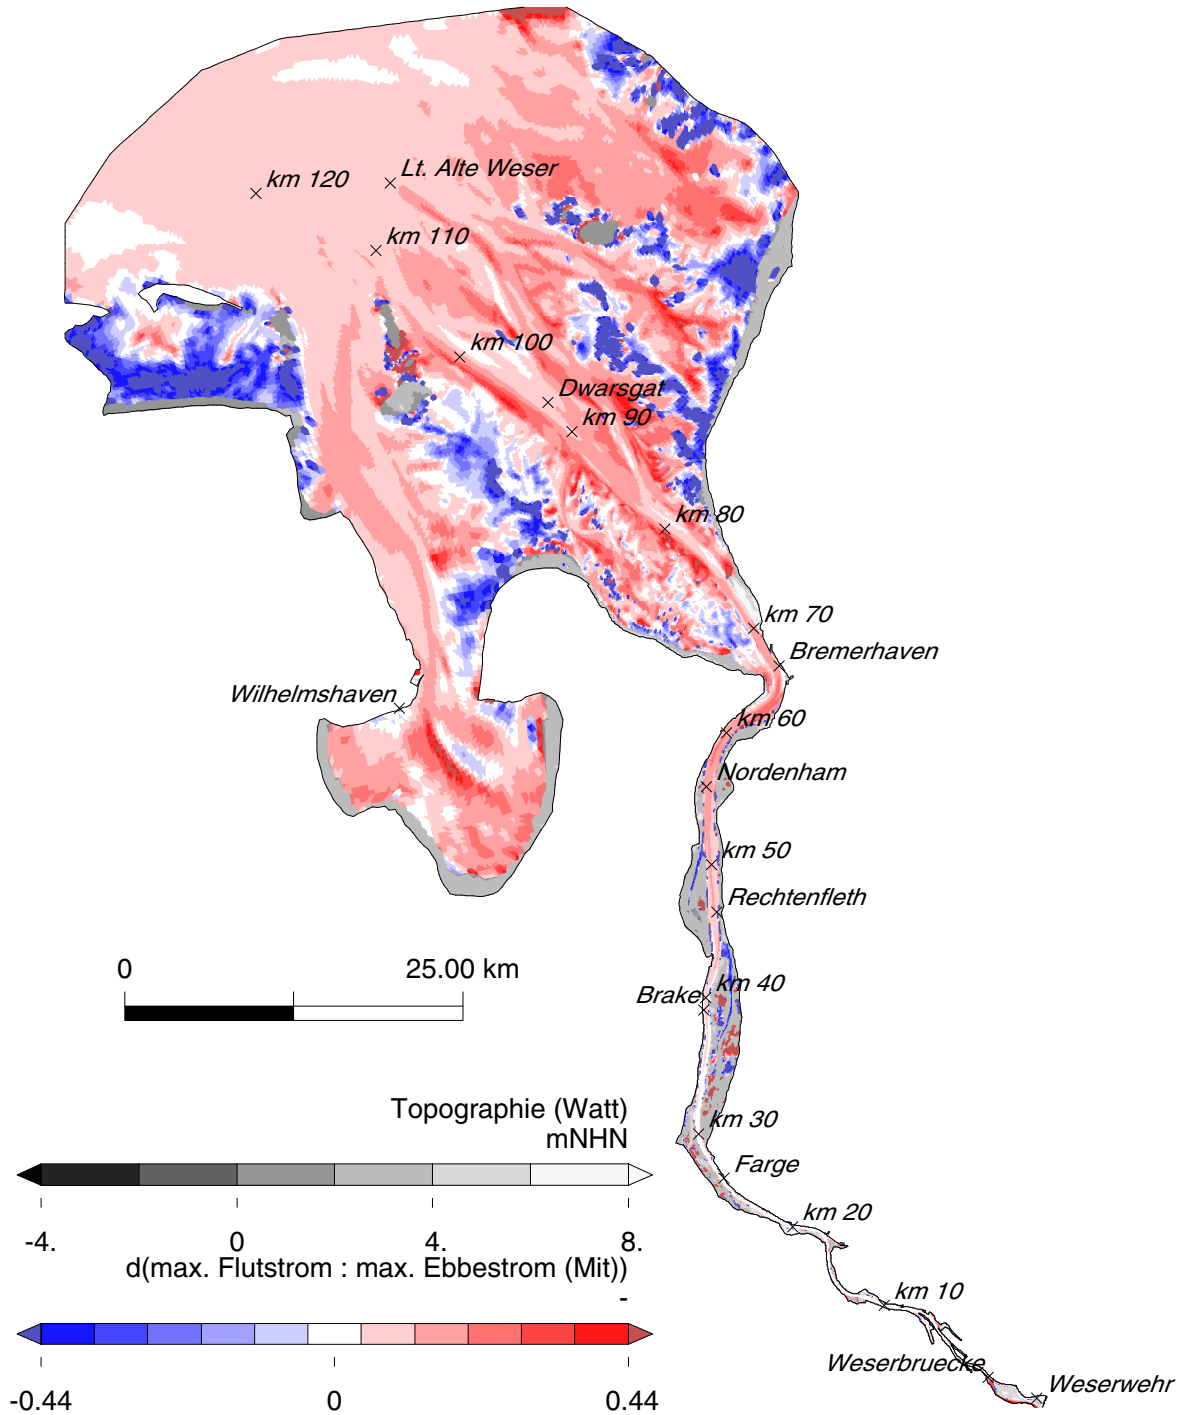 km 120
Lt. Alte Weser
km 110
km 100
Dwarsgat
km 90
km 80
km 70
Bremerhaven
Wilhelmshaven
km 60
Nordenham
km 50
Rechtenfleth
0 25.00 km
km 40
Brake
Topographie (Watt)
mNHN
km 30
Farge
-4. 0 4. 8.
km 20
d(max. Flutstrom : max. Ebbestrom (Mit))
-
km 10
Weserbruecke
Weserwehr
-0.44 0 0.44